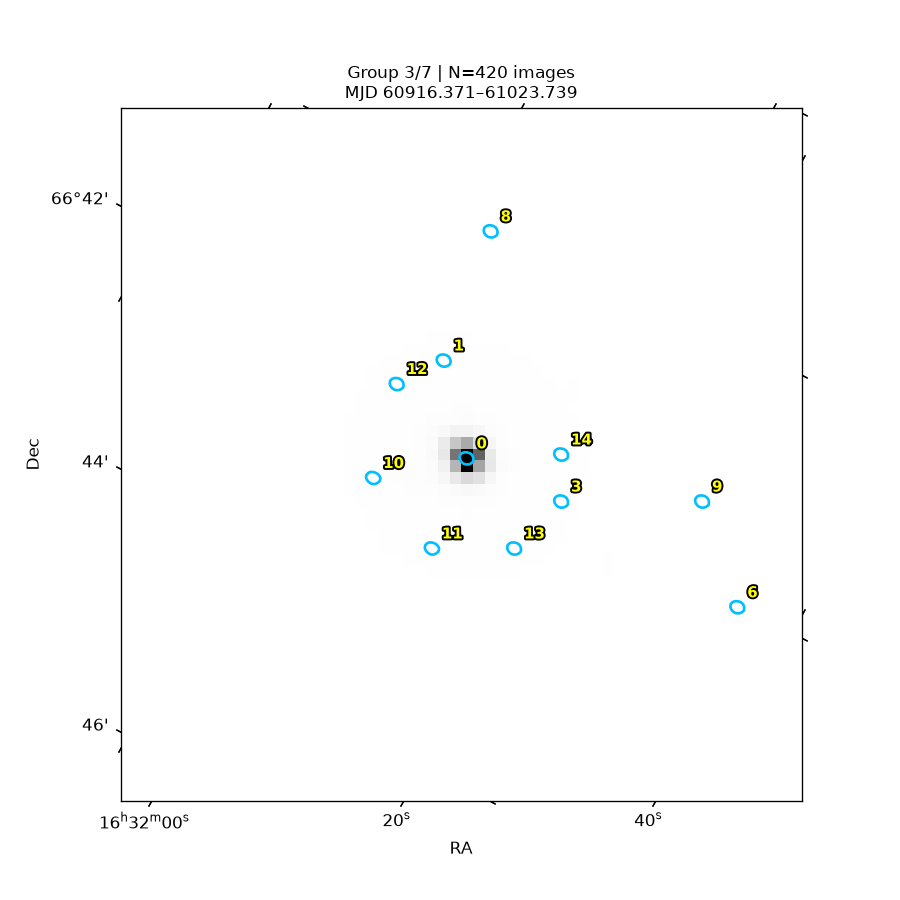 Group 3/7 | N=420 images
MJD 60916.371–61023.739
66°42'
8
1
12
0
14
44'
10
3
9
11
13
6
46'
16ʰ32ᵐ00ˢ
20ˢ
40ˢ
Dec
RA